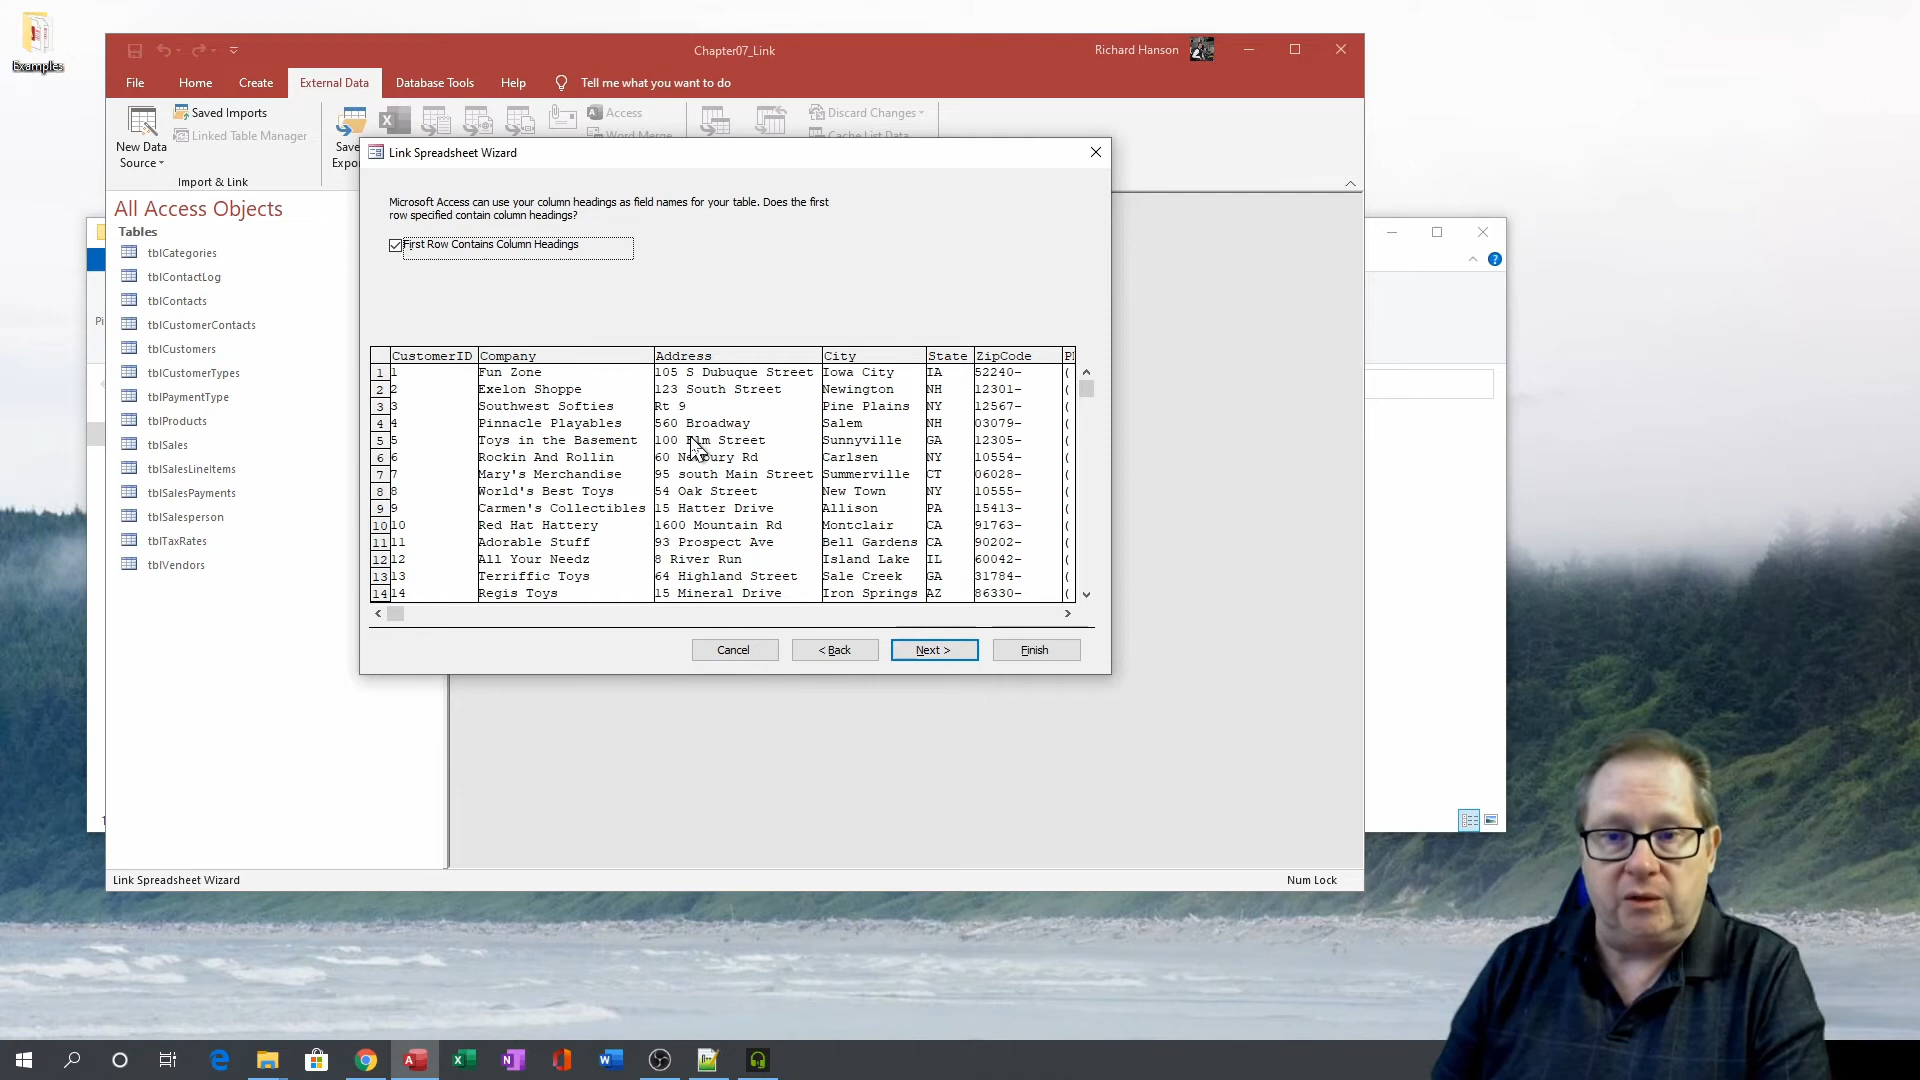 Examples
Chapter07_Link
Richard Hanson
File Home Create External Data Database Tools Help Tell me what you want to do
New Data Source
Saved Imports
Linked Table Manager
Import & Link
Access
Word Merge
Discard Changes
Cache List Data
All Access Objects
Tables
tblCategories
tblContactLog
tblContacts
tblCustomerContacts
tblCustomers
tblCustomerTypes
tblPaymentType
tblProducts
tblSales
tblSalesLineItems
tblSalesPayments
tblSalesperson
tblTaxRates
tblVendors
Link Spreadsheet Wizard
Microsoft Access can use your column headings as field names for your table. Does the first
row specified contain column headings?
First Row Contains Column Headings
CustomerID Company Address City State ZipCode
1 1 Fun Zone 105 S Dubuque Street Iowa City IA 52240- (
2 2 Exelon Shoppe 123 South Street Newington NH 12301- (
3 3 Southwest Softies Rt 9 Pine Plains NY 12567- (
4 4 Pinnacle Playables 560 Broadway Salem NH 03079- (
5 5 Toys in the Basement 100 Elm Street Sunnyville GA 12305- (
6 6 Rockin And Rollin 60 Newbury Rd Carlsen NY 10554- (
7 7 Mary's Merchandise 95 south Main Street Summerville CT 06028- (
8 8 World's Best Toys 54 Oak Street New Town NY 10555- (
9 9 Carmen's Collectibles 15 Hatter Drive Allison PA 15413- (
10 10 Red Hat Hattery 1600 Mountain Rd Montclair CA 91763- (
11 11 Adorable Stuff 93 Prospect Ave Bell Gardens CA 90202- (
12 12 All Your Needz 8 River Run Island Lake IL 60042- (
13 13 Terriffic Toys 64 Highland Street Sale Creek GA 31784- (
14 14 Regis Toys 15 Mineral Drive Iron Springs AZ 86330- (
Cancel < Back Next > Finish
Link Spreadsheet Wizard
Num Lock